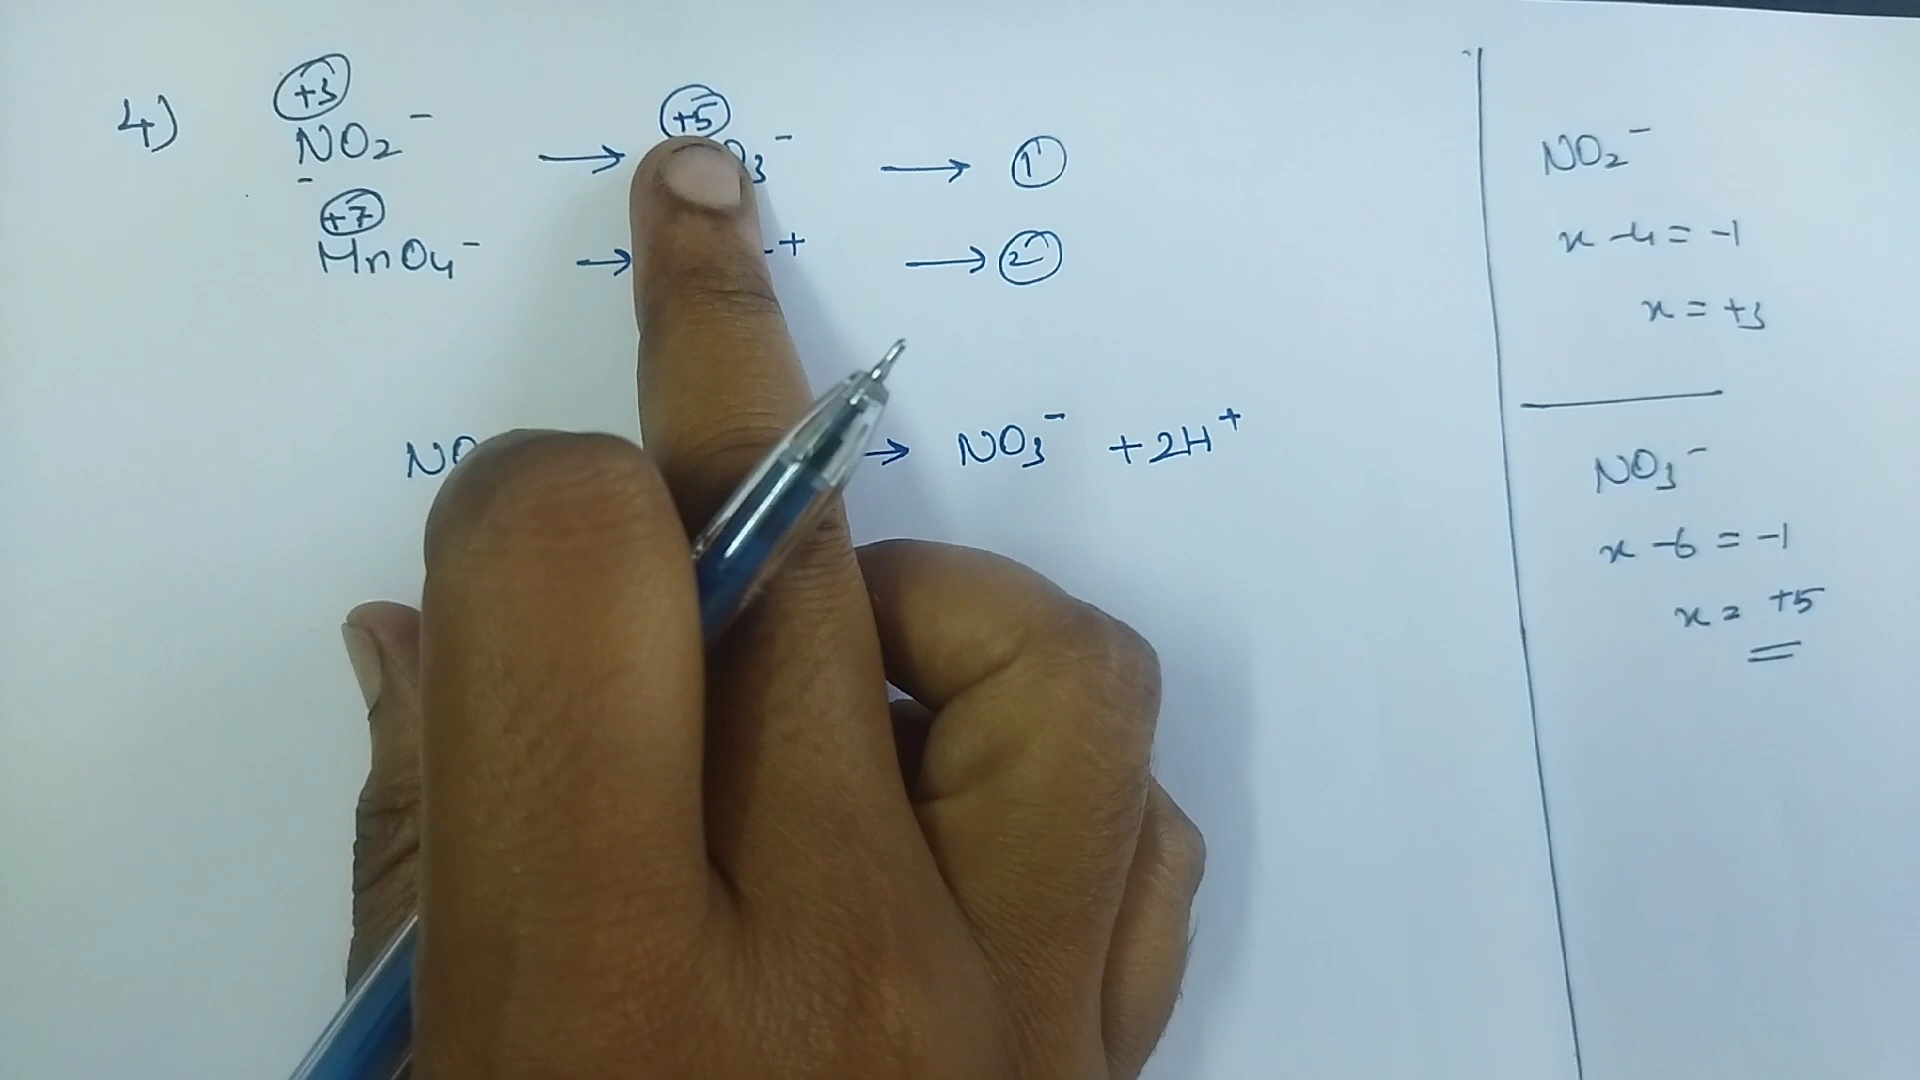 4) +3 +5
NO₂⁻ → O₃⁻ → 1
+7
MnO₄⁻ → + → 2
NO → NO₃⁻ + 2H⁺
NO₂⁻
x - 4 = -1
x = +3
NO₃⁻
x - 6 = -1
x = +5